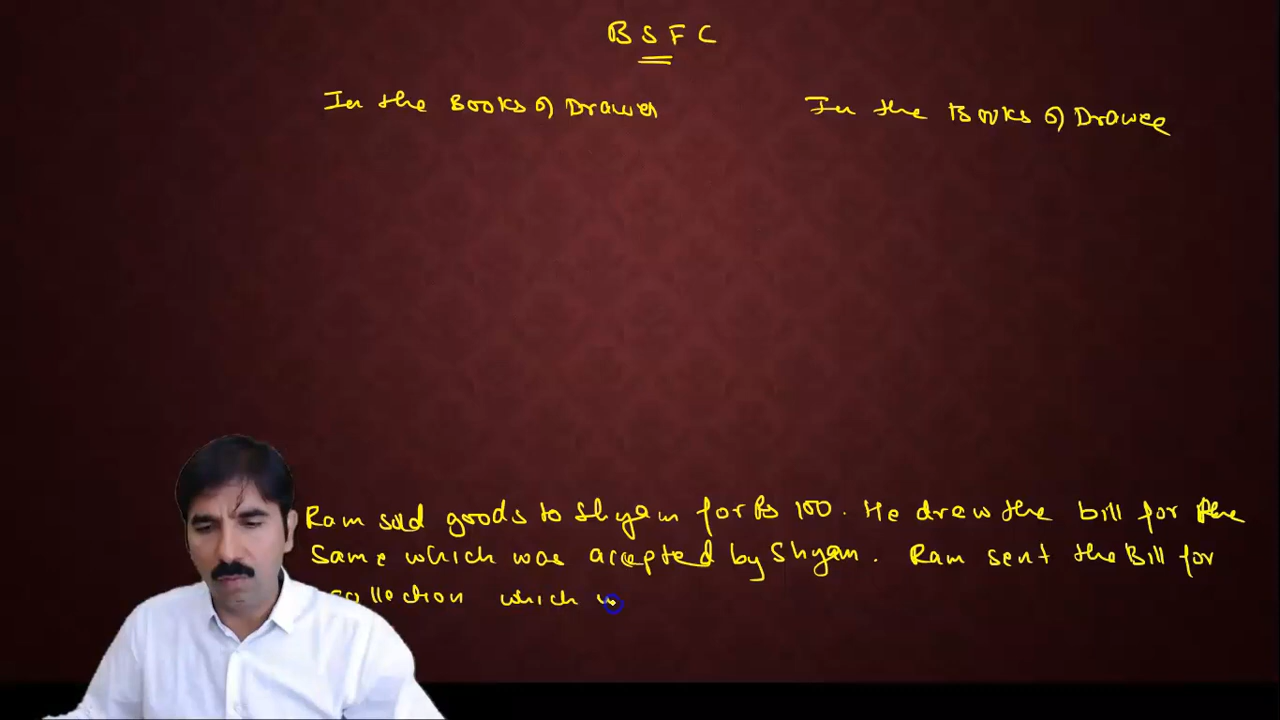 BSFC
In the Books of Drawer
In the Books of Drawee
Ram sold goods to Shyam for Rs 100. He draw the bill for the
Same which was accepted by Shyam. Ram sent the Bill for
collection which